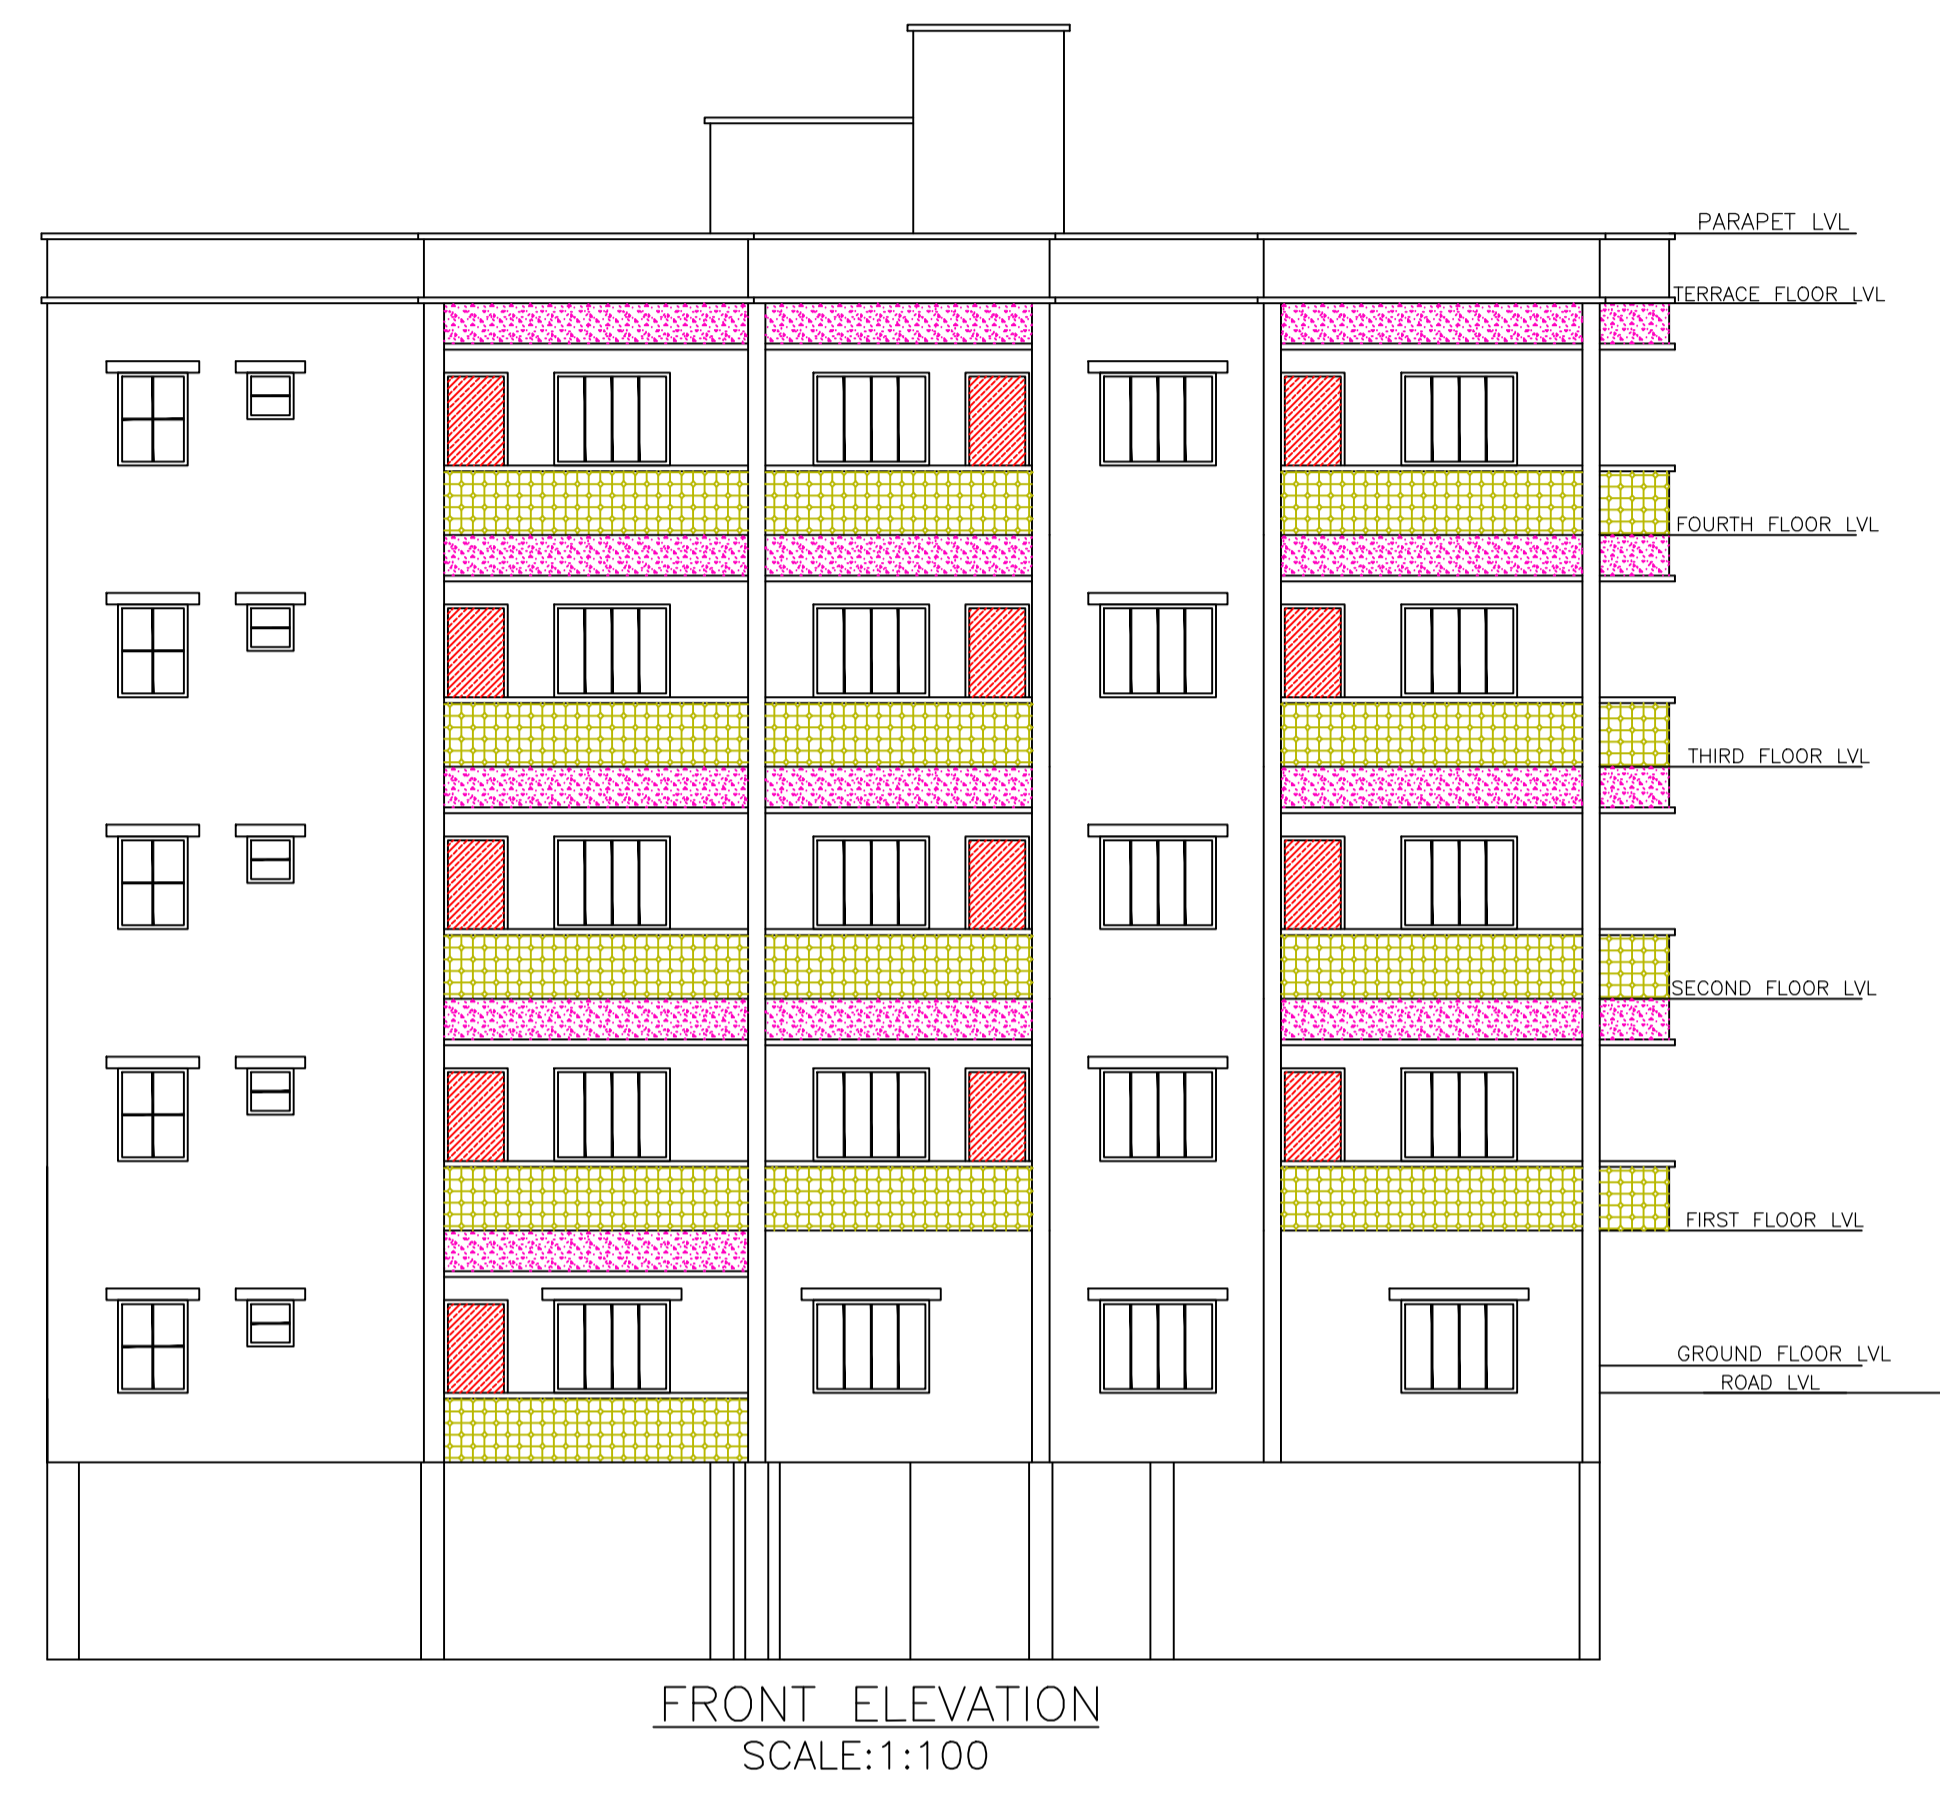 PARAPET LVL
TERRACE FLOOR LVL
FOURTH FLOOR LVL
THIRD FLOOR LVL
SECOND FLOOR LVL
FIRST FLOOR LVL
GROUND FLOOR LVL
ROAD LVL
FRONT ELEVATION
SCALE:1:100